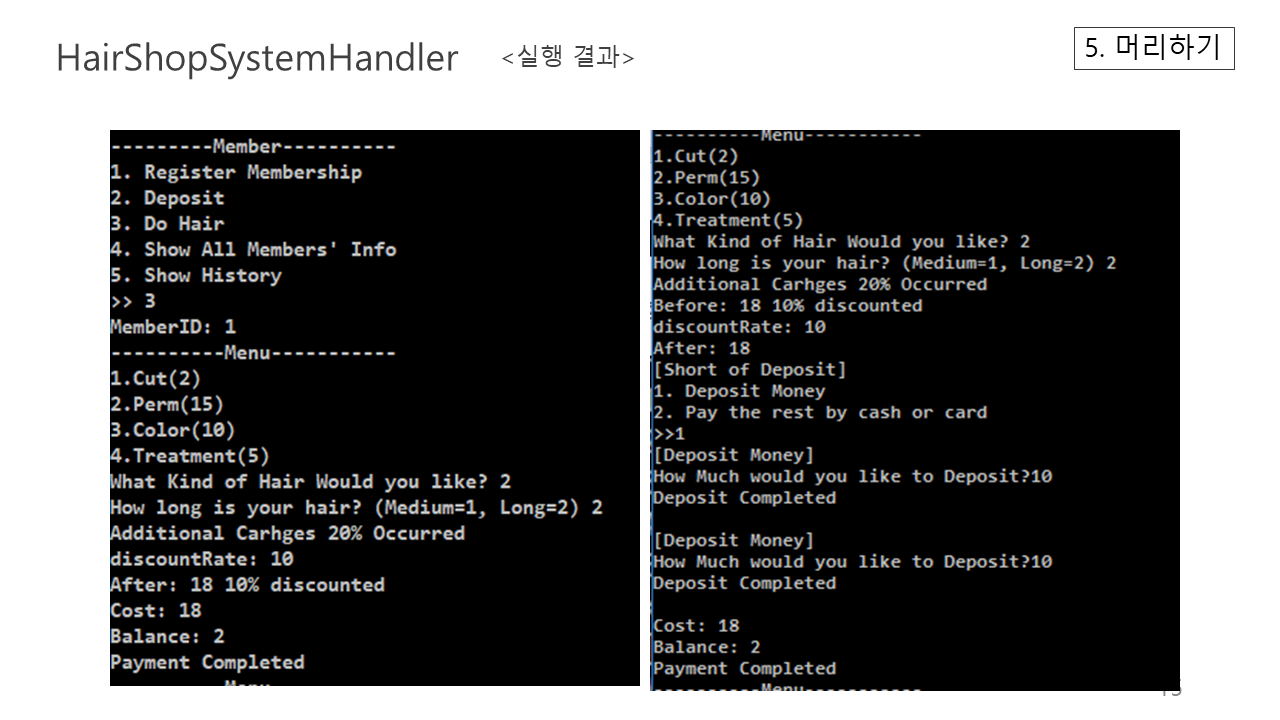 HairShopSystemHandler <실행 결과>
5. 머리하기
---------Member----------
1. Register Membership
2. Deposit
3. Do Hair
4. Show All Members' Info
5. Show History
>> 3
MemberID: 1
----------Menu-----------
1.Cut(2)
2.Perm(15)
3.Color(10)
4.Treatment(5)
What Kind of Hair Would you like? 2
How long is your hair? (Medium=1, Long=2) 2
Additional Carhges 20% Occurred
discountRate: 10
After: 18 10% discounted
Cost: 18
Balance: 2
Payment Completed
----------Menu-----------
1.Cut(2)
2.Perm(15)
3.Color(10)
4.Treatment(5)
What Kind of Hair Would you like? 2
How long is your hair? (Medium=1, Long=2) 2
Additional Carhges 20% Occurred
Before: 18 10% discounted
discountRate: 10
After: 18
[Short of Deposit]
1. Deposit Money
2. Pay the rest by cash or card
>>1
[Deposit Money]
How Much would you like to Deposit?10
Deposit Completed
[Deposit Money]
How Much would you like to Deposit?10
Deposit Completed
Cost: 18
Balance: 2
Payment Completed
----------Menu-----------